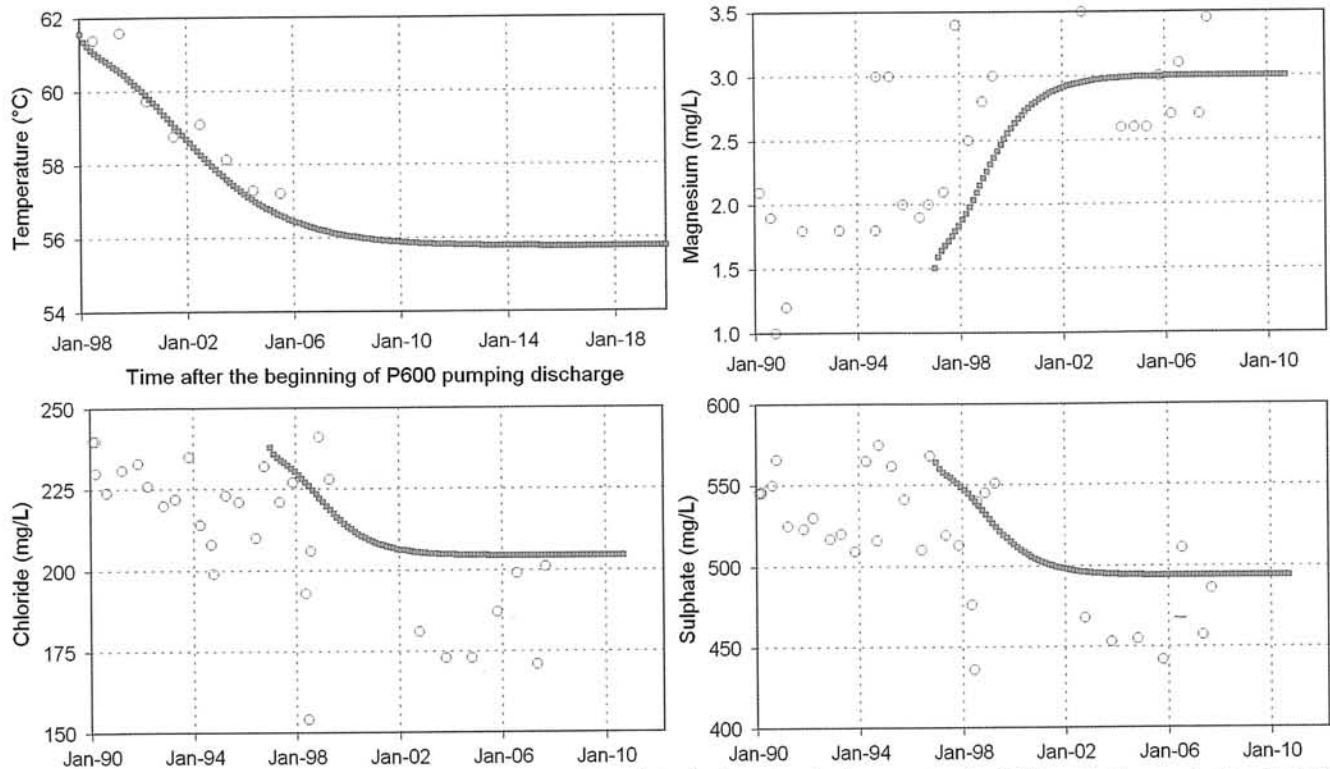 Temperature (°C)
62
60
58
56
54
Jan-98 Jan-02 Jan-06 Jan-10 Jan-14 Jan-18
Time after the beginning of P600 pumping discharge
Magnesium (mg/L)
3.5
3.0
2.5
2.0
1.5
1.0
Jan-90 Jan-94 Jan-98 Jan-02 Jan-06 Jan-10
Chloride (mg/L)
250
225
200
175
150
Jan-90 Jan-94 Jan-98 Jan-02 Jan-06 Jan-10
Sulphate (mg/L)
600
550
500
450
400
Jan-90 Jan-94 Jan-98 Jan-02 Jan-06 Jan-10